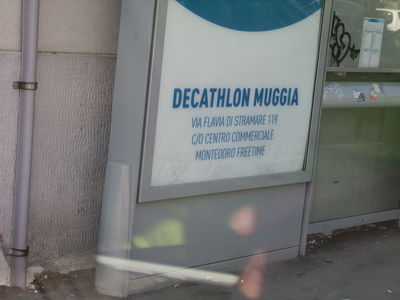 DECATHLON MUGGIA
VIA FLAVIA DI STRAMARE 119
C/O CENTRO COMMERCIALE
MONTEDORO FREETIME